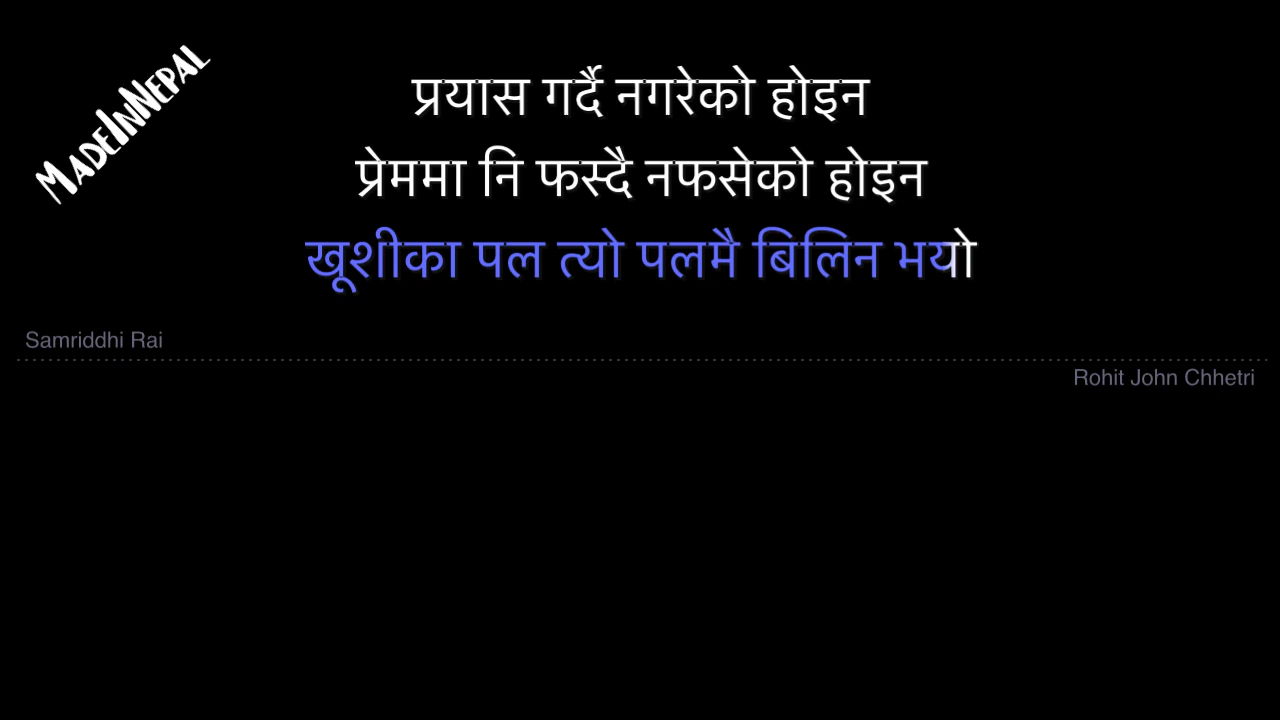 MadeInNepal
प्रयास गर्दै नगरेको होइन
प्रेममा नि फस्दै नफसेको होइन
खूशीका पल त्यो पलमै बिलिन भयो
Samriddhi Rai
Rohit John Chhetri